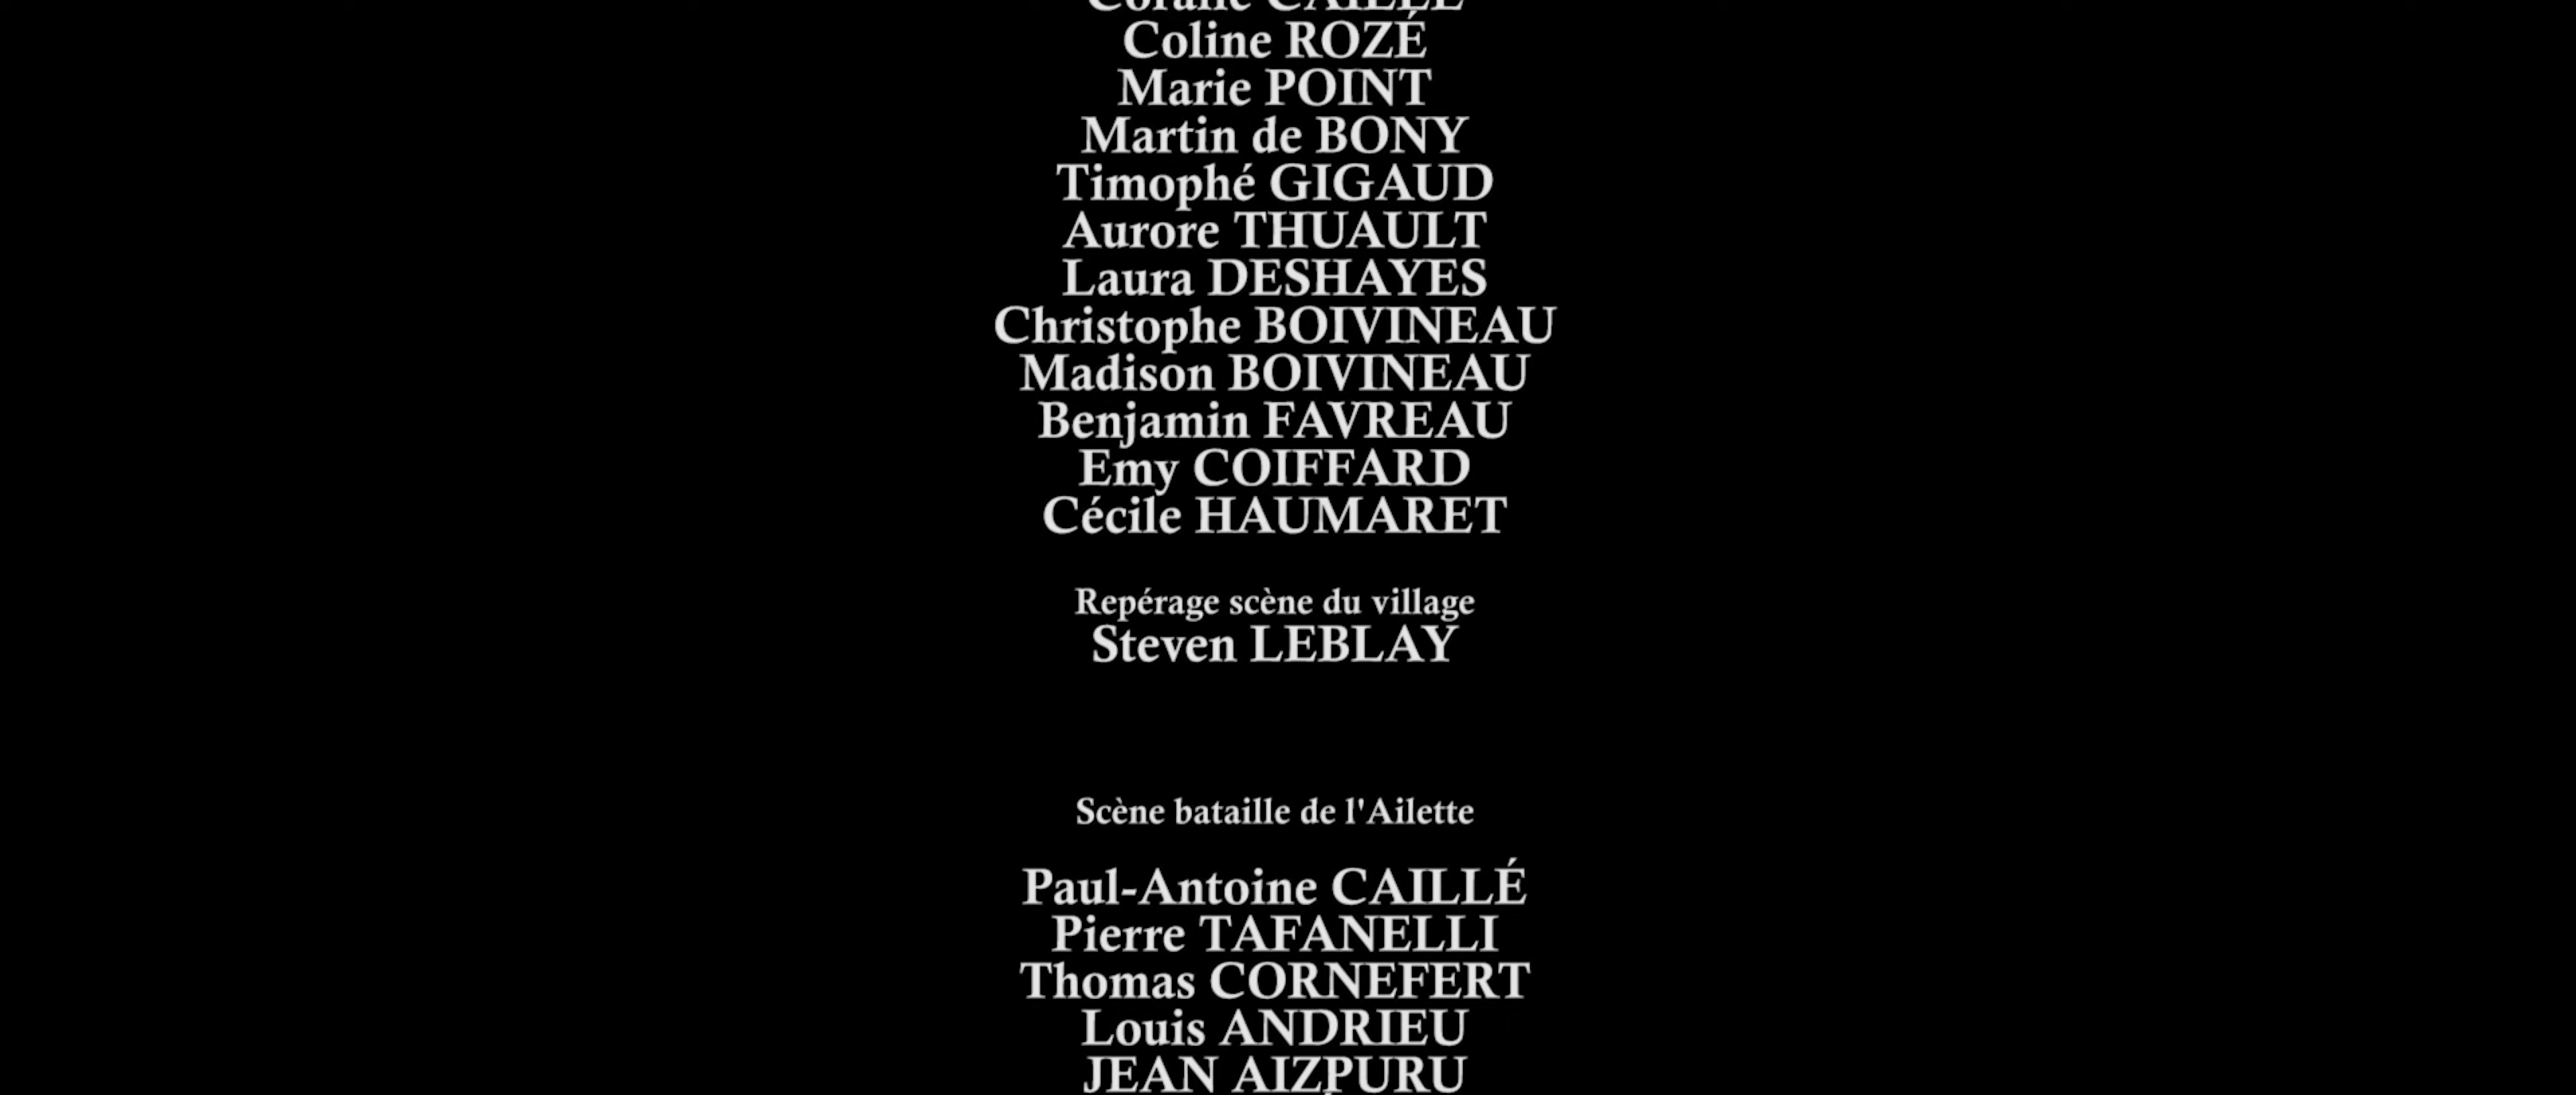 Coralie CAILLÉ
Coline ROZÉ
Marie POINT
Martin de BONY
Timophé GIGAUD
Aurore THUAULT
Laura DESHAYES
Christophe BOIVINEAU
Madison BOIVINEAU
Benjamin FAVREAU
Emy COIFFARD
Cécile HAUMARET
Repérage scène du village
Steven LEBLAY
Scène bataille de l'Ailette
Paul-Antoine CAILLÉ
Pierre TAFANELLI
Thomas CORNEFERT
Louis ANDRIEU
JEAN AIZPURU